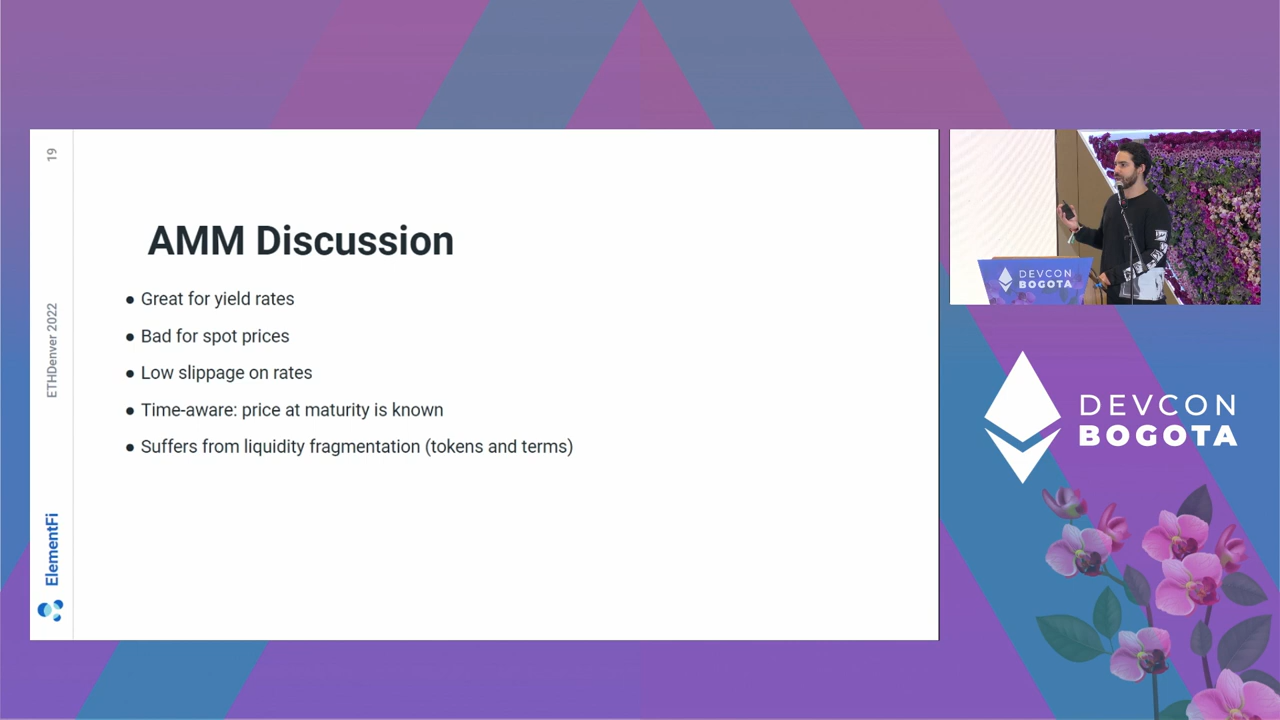 19
ETHDenver 2022
ElementFi
AMM Discussion
● Great for yield rates
● Bad for spot prices
● Low slippage on rates
● Time-aware: price at maturity is known
● Suffers from liquidity fragmentation (tokens and terms)
DEVCON
BOGOTA
DEVCON
BOGOTA